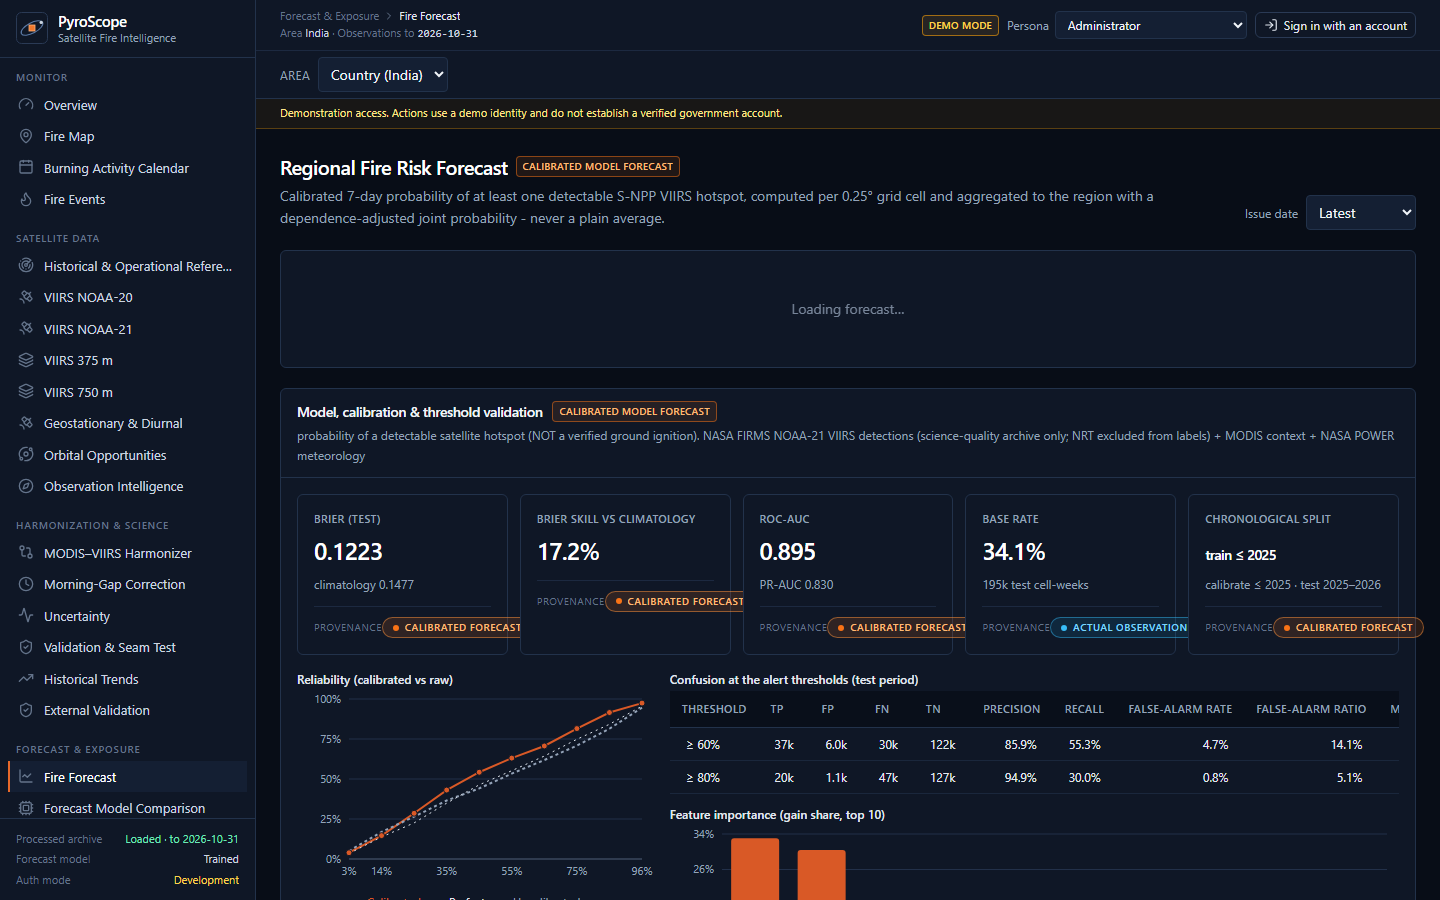 PyroScope
Satellite Fire Intelligence
MONITOR
Overview
Fire Map
Burning Activity Calendar
Fire Events
SATELLITE DATA
Historical & Operational Refere...
VIIRS NOAA-20
VIIRS NOAA-21
VIIRS 375 m
VIIRS 750 m
Geostationary & Diurnal
Orbital Opportunities
Observation Intelligence
HARMONIZATION & SCIENCE
MODIS–VIIRS Harmonizer
Morning-Gap Correction
Uncertainty
Validation & Seam Test
Historical Trends
External Validation
FORECAST & EXPOSURE
Fire Forecast
Forecast Model Comparison
Processed archive Loaded · to 2026-10-31
Forecast model Trained
Auth mode Development
Forecast & Exposure > Fire Forecast
Area India · Observations to 2026-10-31
DEMO MODE Persona Administrator Sign in with an account
AREA Country (India)
Demonstration access. Actions use a demo identity and do not establish a verified government account.
Regional Fire Risk Forecast CALIBRATED MODEL FORECAST
Calibrated 7-day probability of at least one detectable S-NPP VIIRS hotspot, computed per 0.25° grid cell and aggregated to the region with a
dependence-adjusted joint probability - never a plain average.
Issue date Latest
Loading forecast...
Model, calibration & threshold validation CALIBRATED MODEL FORECAST
probability of a detectable satellite hotspot (NOT a verified ground ignition). NASA FIRMS NOAA-21 VIIRS detections (science-quality archive only; NRT excluded from labels) + MODIS context + NASA POWER
meteorology
BRIER (TEST)
0.1223
climatology 0.1477
PROVENANCE CALIBRATED FORECAST
BRIER SKILL VS CLIMATOLOGY
17.2%
PROVENANCE CALIBRATED FORECAST
ROC-AUC
0.895
PR-AUC 0.830
PROVENANCE CALIBRATED FORECAST
BASE RATE
34.1%
195k test cell-weeks
PROVENANCE ACTUAL OBSERVATION
CHRONOLOGICAL SPLIT
train ≤ 2025
calibrate ≤ 2025 · test 2025–2026
PROVENANCE CALIBRATED FORECAST
Reliability (calibrated vs raw)
100%
75%
50%
25%
0%
3% 14% 35% 55% 75% 96%
Confusion at the alert thresholds (test period)
THRESHOLD TP FP FN TN PRECISION RECALL FALSE-ALARM RATE FALSE-ALARM RATIO M
≥ 60% 37k 6.0k 30k 122k 85.9% 55.3% 4.7% 14.1%
≥ 80% 20k 1.1k 47k 127k 94.9% 30.0% 0.8% 5.1%
Feature importance (gain share, top 10)
34%
26%